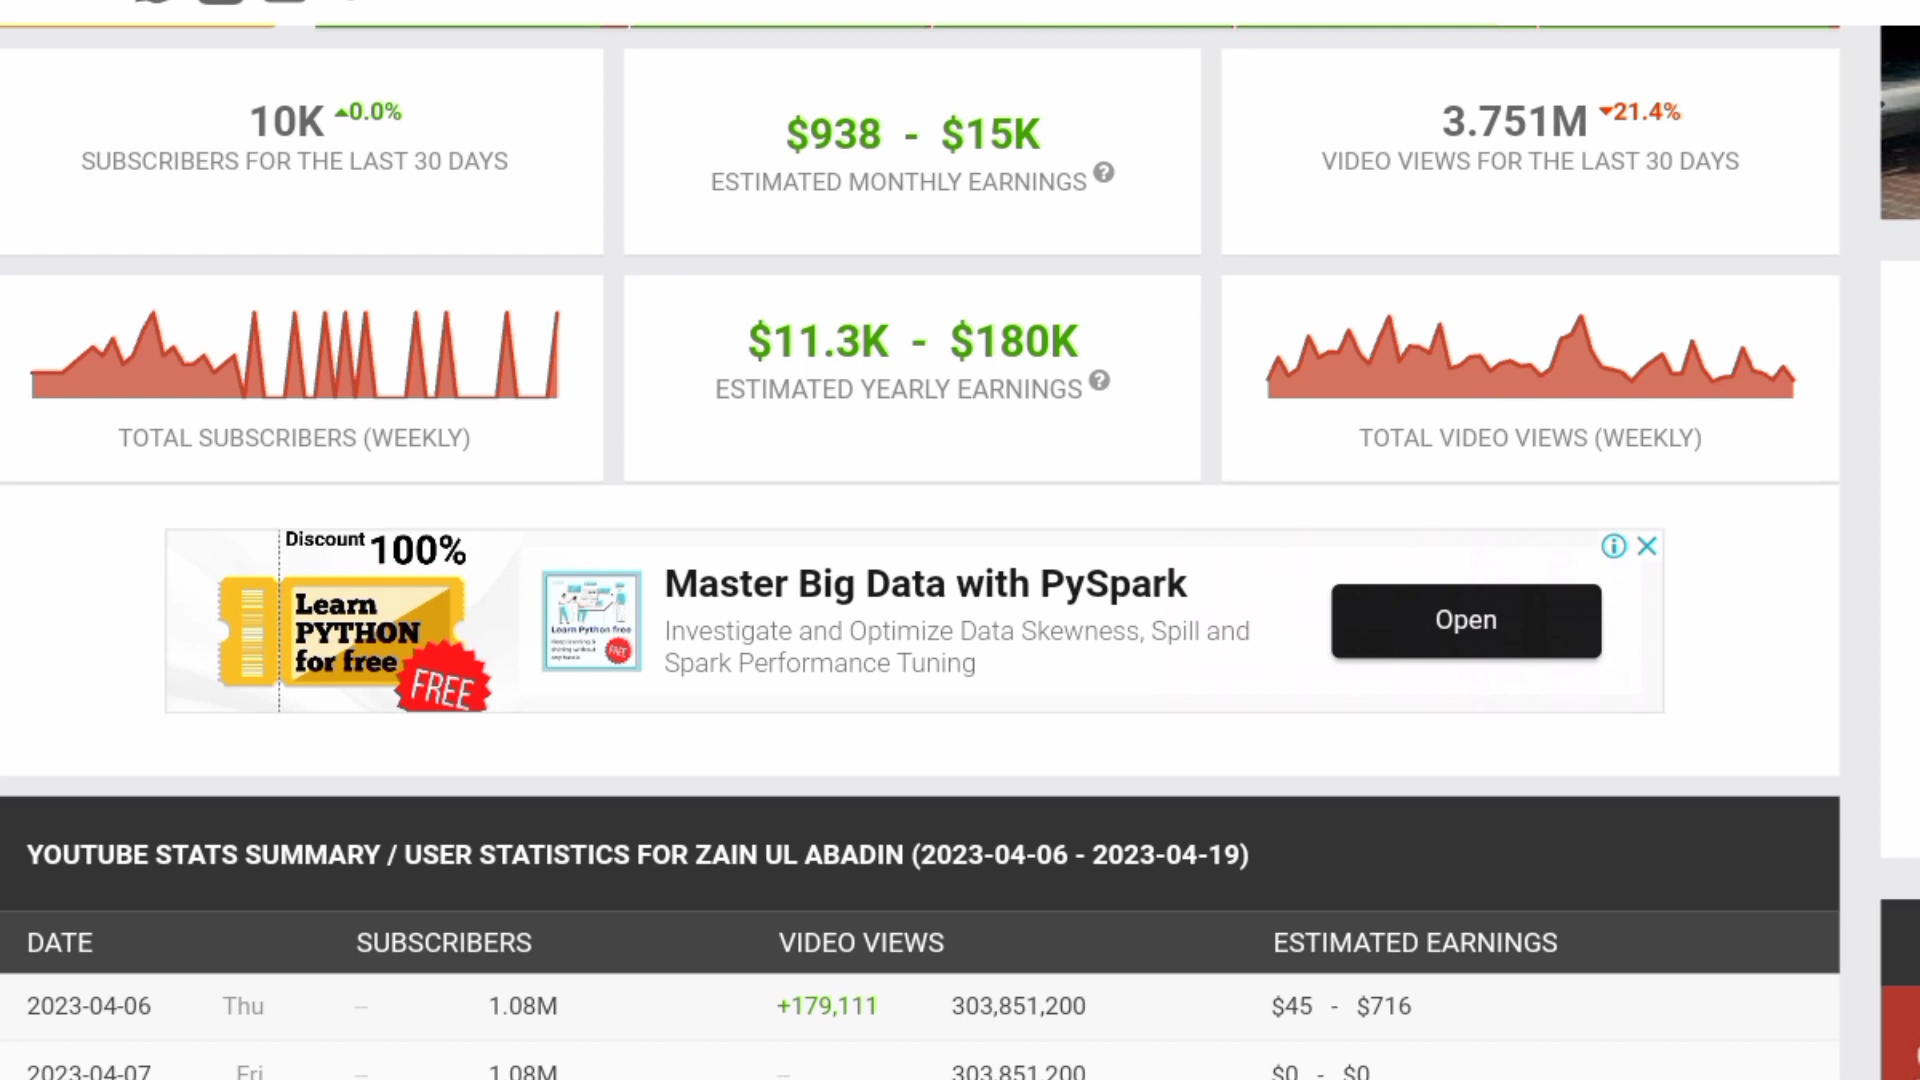 10K 0.0%
SUBSCRIBERS FOR THE LAST 30 DAYS
$938 - $15K
ESTIMATED MONTHLY EARNINGS ?
3.751M 21.4%
VIDEO VIEWS FOR THE LAST 30 DAYS
TOTAL SUBSCRIBERS (WEEKLY)
$11.3K - $180K
ESTIMATED YEARLY EARNINGS ?
TOTAL VIDEO VIEWS (WEEKLY)
Discount 100%
Learn
PYTHON
for free
FREE
Learn Python free
FREE
Master Big Data with PySpark
Investigate and Optimize Data Skewness, Spill and
Spark Performance Tuning
Open
YOUTUBE STATS SUMMARY / USER STATISTICS FOR ZAIN UL ABADIN (2023-04-06 - 2023-04-19)
DATE SUBSCRIBERS VIDEO VIEWS ESTIMATED EARNINGS
2023-04-06 Thu -- 1.08M +179,111 303,851,200 $45 - $716
2023-04-07 Fri -- 1.08M -- 303,851,200 $0 - $0